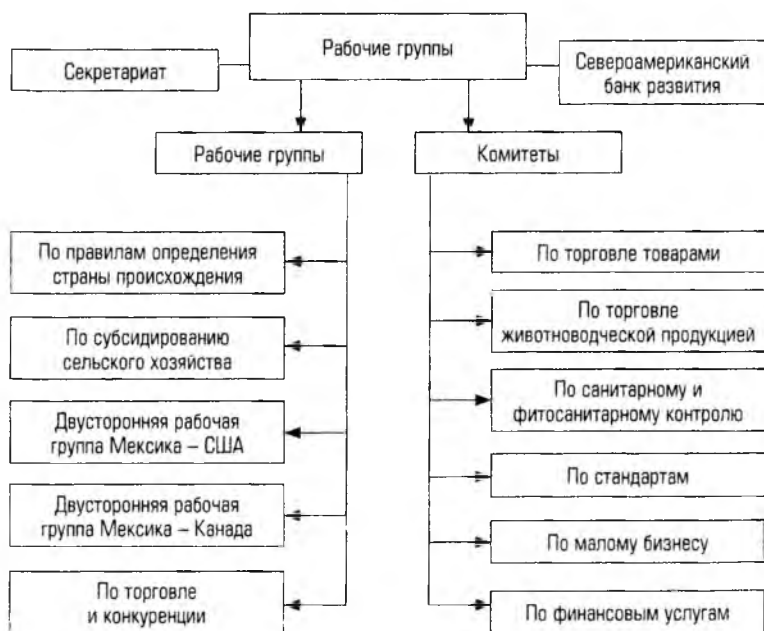 Рабочие группы
Секретариат
Североамериканский
банк развития
Рабочие группы
Комитеты
По правилам определения
страны происхождения
По субсидированию
сельского хозяйства
Двусторонняя рабочая
группа Мексика – США
Двусторонняя рабочая
группа Мексика – Канада
По торговле
и конкуренции
По торговле товарами
По торговле
животноводческой продукцией
По санитарному и
фитосанитарному контролю
По стандартам
По малому бизнесу
По финансовым услугам